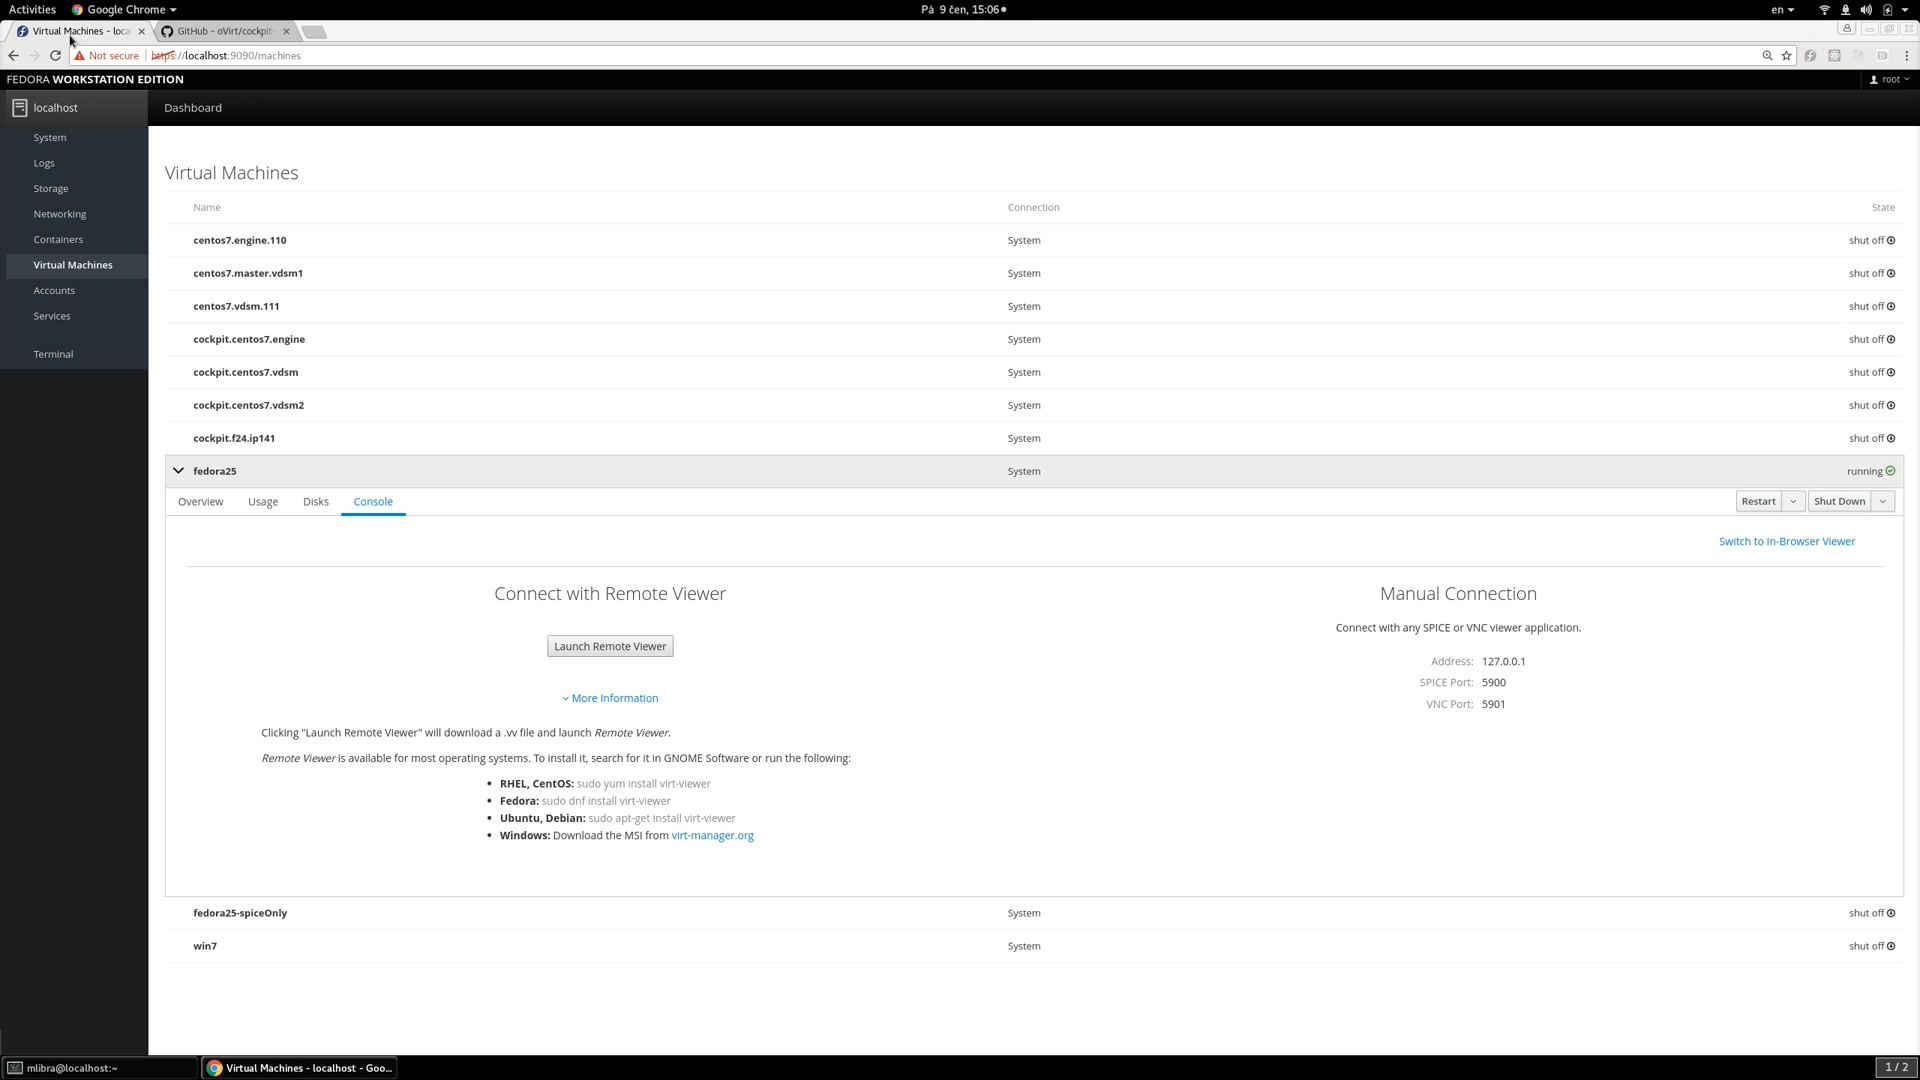 Activities Google Chrome Pá 9 čen, 15:06 en
Virtual Machines - local GitHub - oVirt/cockpit-
Not secure https://localhost:9090/machines
FEDORA WORKSTATION EDITION root
localhost Dashboard
System
Logs
Storage
Networking
Containers
Virtual Machines
Accounts
Services
Terminal
Virtual Machines
Name Connection State
centos7.engine.110 System shut off
centos7.master.vdsm1 System shut off
centos7.vdsm.111 System shut off
cockpit.centos7.engine System shut off
cockpit.centos7.vdsm System shut off
cockpit.centos7.vdsm2 System shut off
cockpit.f24.ip141 System shut off
fedora25 System running
Overview Usage Disks Console Restart Shut Down
Switch to In-Browser Viewer
Connect with Remote Viewer
Launch Remote Viewer
More Information
Clicking "Launch Remote Viewer" will download a .vv file and launch Remote Viewer.
Remote Viewer is available for most operating systems. To install it, search for it in GNOME Software or run the following:
• RHEL, CentOS: sudo yum install virt-viewer
• Fedora: sudo dnf install virt-viewer
• Ubuntu, Debian: sudo apt-get install virt-viewer
• Windows: Download the MSI from virt-manager.org
Manual Connection
Connect with any SPICE or VNC viewer application.
Address: 127.0.0.1
SPICE Port: 5900
VNC Port: 5901
fedora25-spiceOnly System shut off
win7 System shut off
mlibra@localhost:~ Virtual Machines - localhost - Goo... 1 / 2